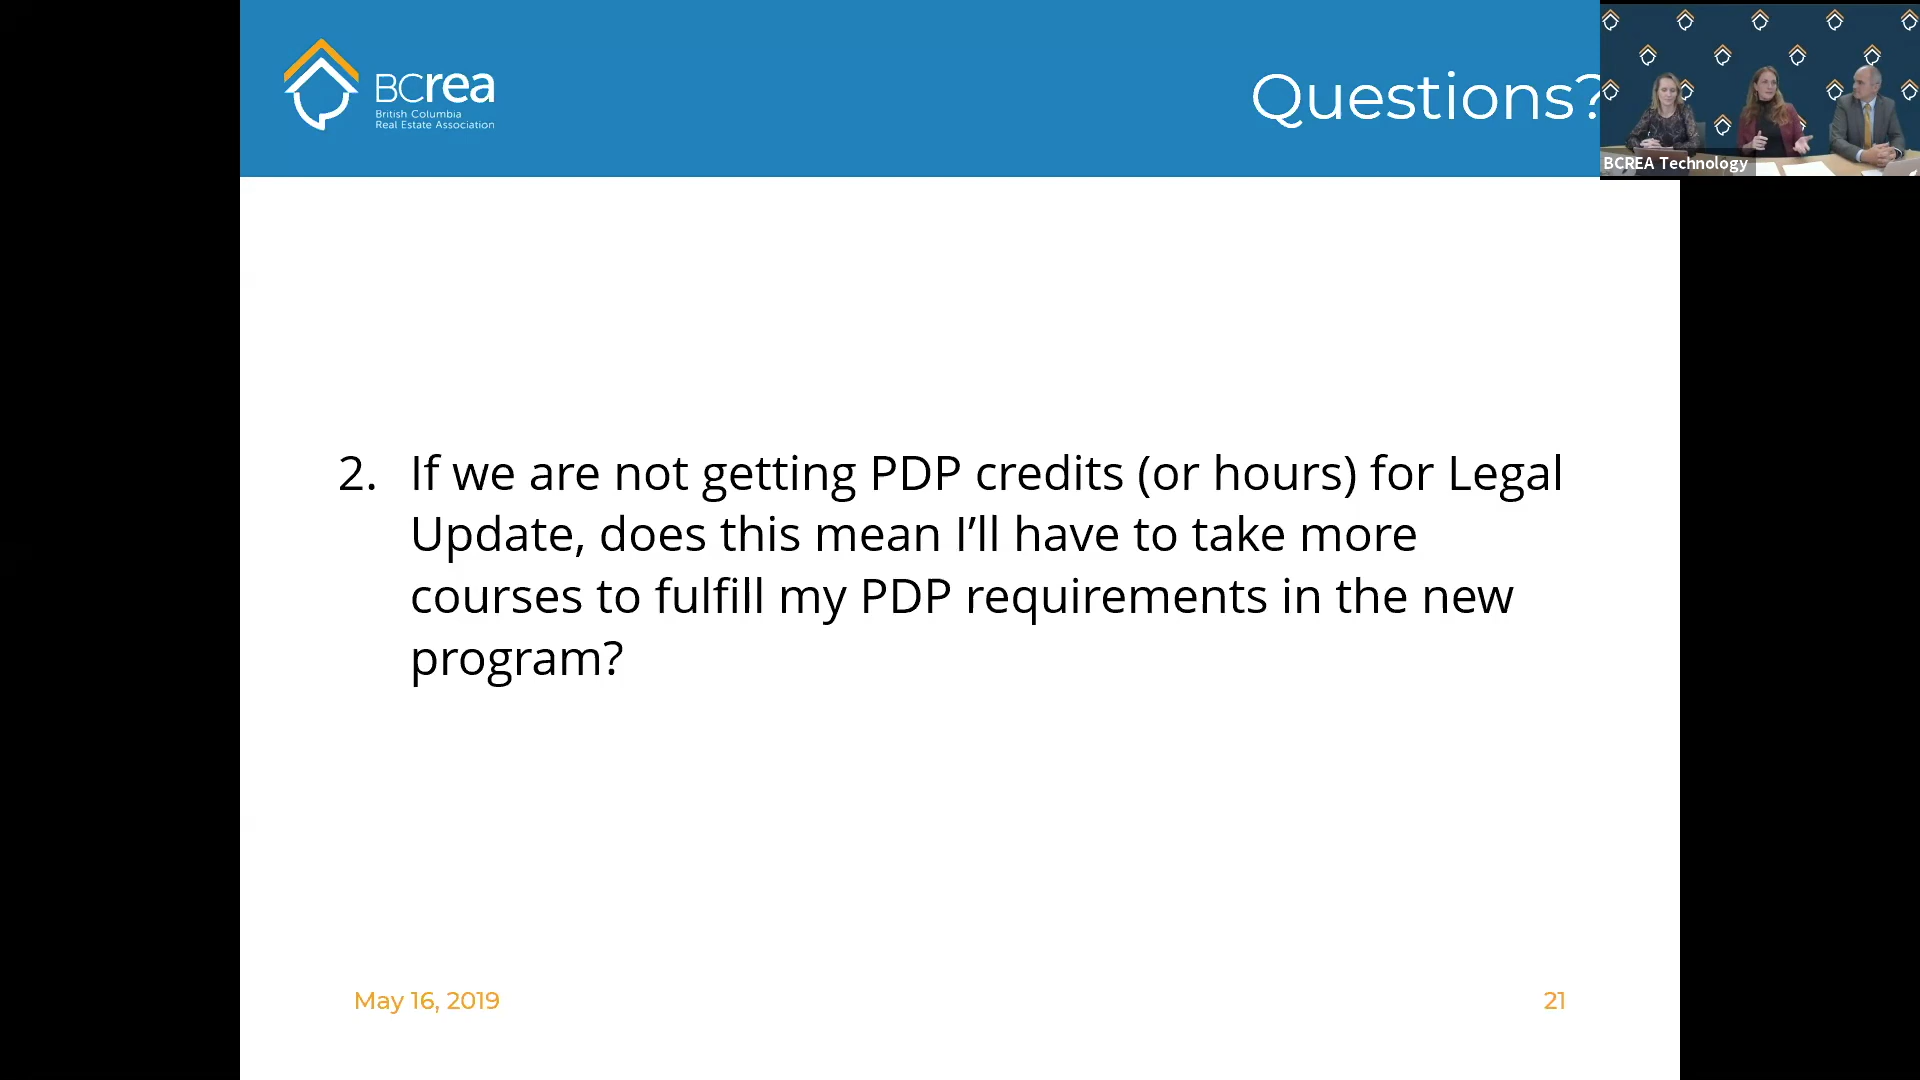 BCrea
British Columbia
Real Estate Association
Questions?
BCREA Technology
2. If we are not getting PDP credits (or hours) for Legal
Update, does this mean I’ll have to take more
courses to fulfill my PDP requirements in the new
program?
May 16, 2019
21